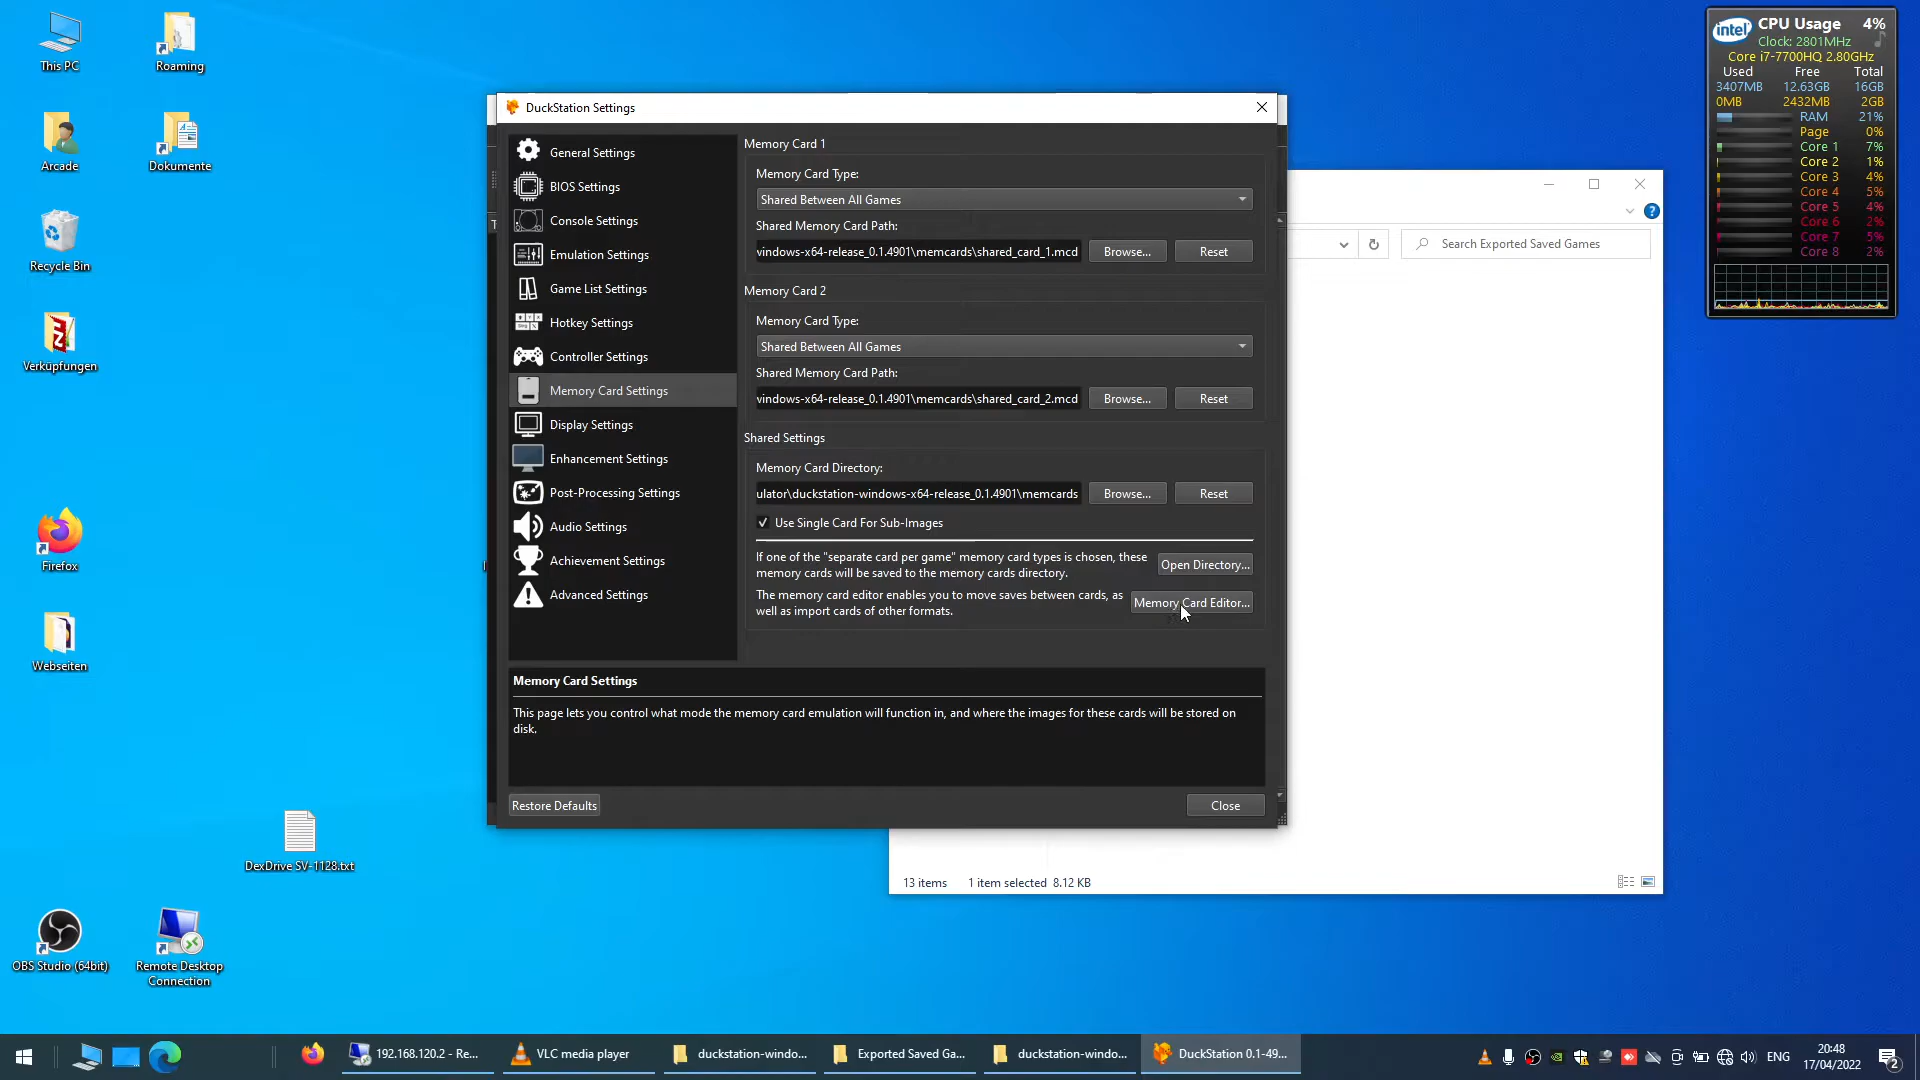 This PC
Roaming
Arcade
Dokumente
Recycle Bin
Verküpfungen
Firefox
Webseiten
DexDrive SV-1128.txt
OBS Studio (64bit)
Remote Desktop
Connection
DuckStation Settings
General Settings
BIOS Settings
Console Settings
Emulation Settings
Game List Settings
Hotkey Settings
Controller Settings
Memory Card Settings
Display Settings
Enhancement Settings
Post-Processing Settings
Audio Settings
Achievement Settings
Advanced Settings
Memory Card 1
Memory Card Type:
Shared Between All Games
Shared Memory Card Path:
vindows-x64-release_0.1.4901\memcards\shared_card_1.mcd
Browse...
Reset
Memory Card 2
Memory Card Type:
Shared Between All Games
Shared Memory Card Path:
vindows-x64-release_0.1.4901\memcards\shared_card_2.mcd
Browse...
Reset
Shared Settings
Memory Card Directory:
ulator\duckstation-windows-x64-release_0.1.4901\memcards
Browse...
Reset
Use Single Card For Sub-Images
If one of the "separate card per game" memory card types is chosen, these
memory cards will be saved to the memory cards directory.
Open Directory...
The memory card editor enables you to move saves between cards, as
well as import cards of other formats.
Memory Card Editor...
Memory Card Settings
This page lets you control what mode the memory card emulation will function in, and where the images for these cards will be stored on
disk.
Restore Defaults
Close
Search Exported Saved Games
13 items
1 item selected 8.12 KB
intel
CPU Usage 4%
Clock: 2801MHz
Core i7-7700HQ 2.80GHz
Used Free Total
3407MB 12.63GB 16GB
0MB 2432MB 2GB
RAM 21%
Page 0%
Core 1 7%
Core 2 1%
Core 3 4%
Core 4 5%
Core 5 4%
Core 6 2%
Core 7 5%
Core 8 2%
192.168.120.2 - Re...
VLC media player
duckstation-windo...
Exported Saved Ga...
duckstation-windo...
DuckStation 0.1-49...
ENG
20:48
17/04/2022
2